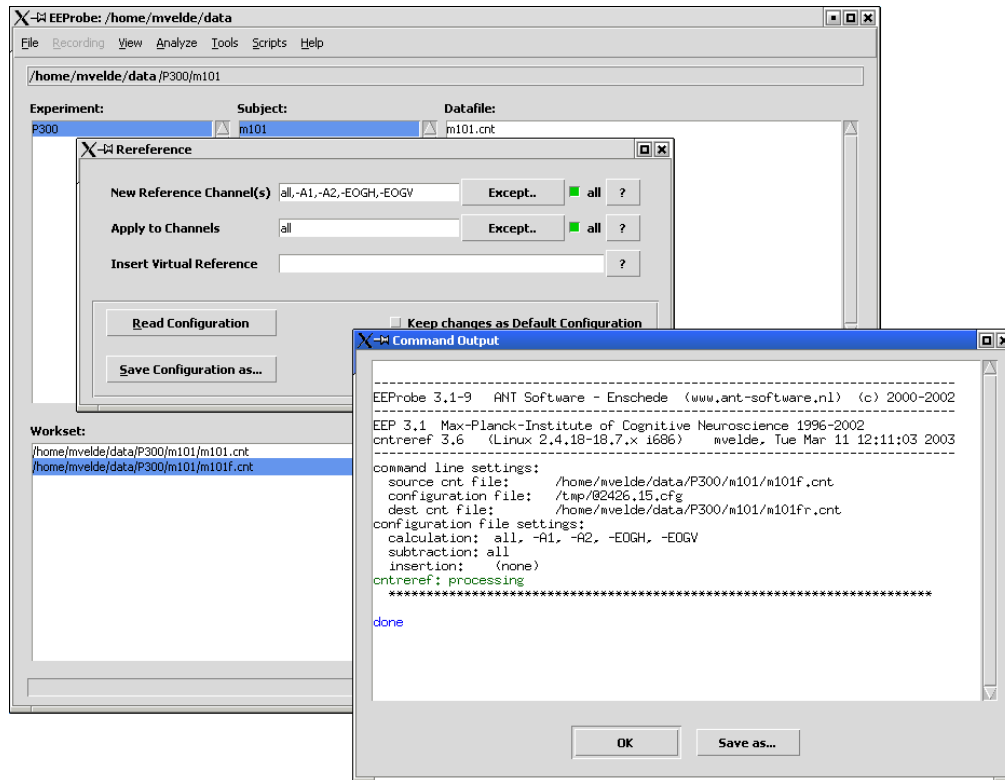 EEProbe: /home/mvelde/data
File Recording View Analyze Tools Scripts Help
/home/mvelde/data /P300/m101
Experiment: Subject: Datafile:
P300 m101 m101.cnt
Rereference
New Reference Channel(s) all,-A1,-A2,-EOGH,-EOGV Except.. all ?
Apply to Channels all Except.. all ?
Insert Virtual Reference ?
Read Configuration Keep changes as Default Configuration
Save Configuration as...
Workset:
/home/mvelde/data/P300/m101/m101.cnt
/home/mvelde/data/P300/m101/m101f.cnt
Command Output
------------------------------------------------------------------------------
EEProbe 3.1-9 ANT Software - Enschede (www.ant-software.nl) (c) 2000-2002
------------------------------------------------------------------------------
EEP 3.1 Max-Planck-Institute of Cognitive Neuroscience 1996-2002
cntreref 3.6 (Linux 2.4.18-18.7.x i686) mvelde, Tue Mar 11 12:11:03 2003
------------------------------------------------------------------------------
command line settings:
source cnt file: /home/mvelde/data/P300/m101/m101f.cnt
configuration file: /tmp/@2426.15.cfg
dest cnt file: /home/mvelde/data/P300/m101/m101fr.cnt
configuration file settings:
calculation: all, -A1, -A2, -EOGH, -EOGV
subtraction: all
insertion: (none)
cntreref: processing
*************************************************************************
done
OK Save as...